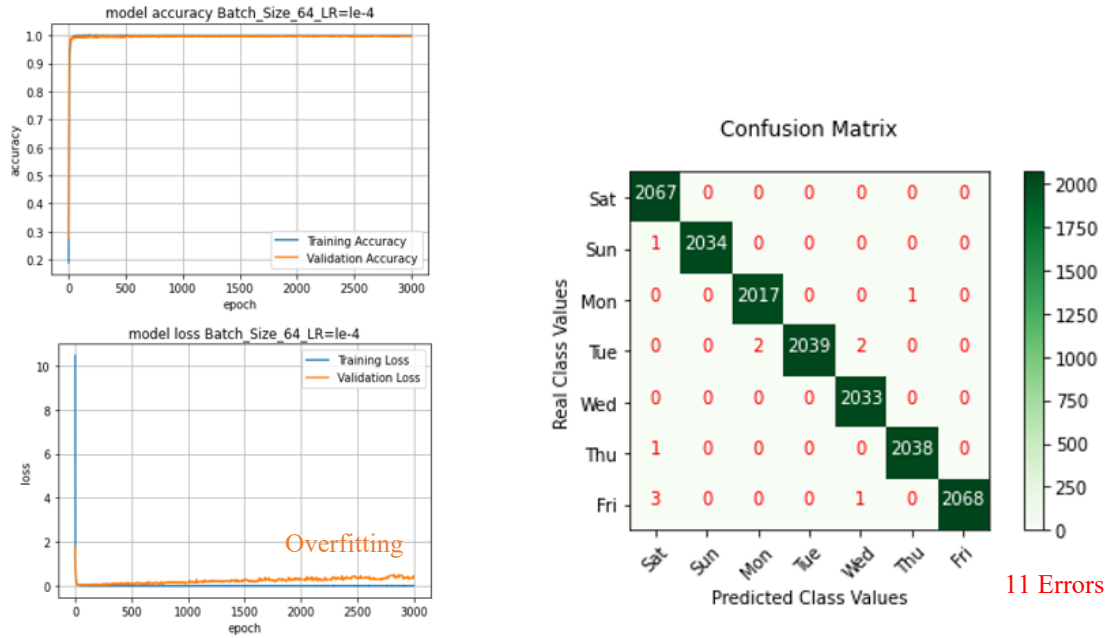 model accuracy Batch_Size_64_LR=le-4
1.0
0.9
0.8
0.7
0.6
0.5
0.4
0.3
0.2
accuracy
Training Accuracy
Validation Accuracy
0 500 1000 1500 2000 2500 3000
epoch
model loss Batch_Size_64_LR=le-4
10
8
6
4
2
0
loss
Training Loss
Validation Loss
Overfitting
0 500 1000 1500 2000 2500 3000
epoch
Confusion Matrix
Real Class Values
Sat 2067 0 0 0 0 0 0
Sun 1 2034 0 0 0 0 0
Mon 0 0 2017 0 0 1 0
Tue 0 0 2 2039 2 0 0
Wed 0 0 0 0 2033 0 0
Thu 1 0 0 0 0 2038 0
Fri 3 0 0 0 1 0 2068
Sat Sun Mon Tue Wed Thu Fri
Predicted Class Values
2000
1750
1500
1250
1000
750
500
250
0
11 Errors